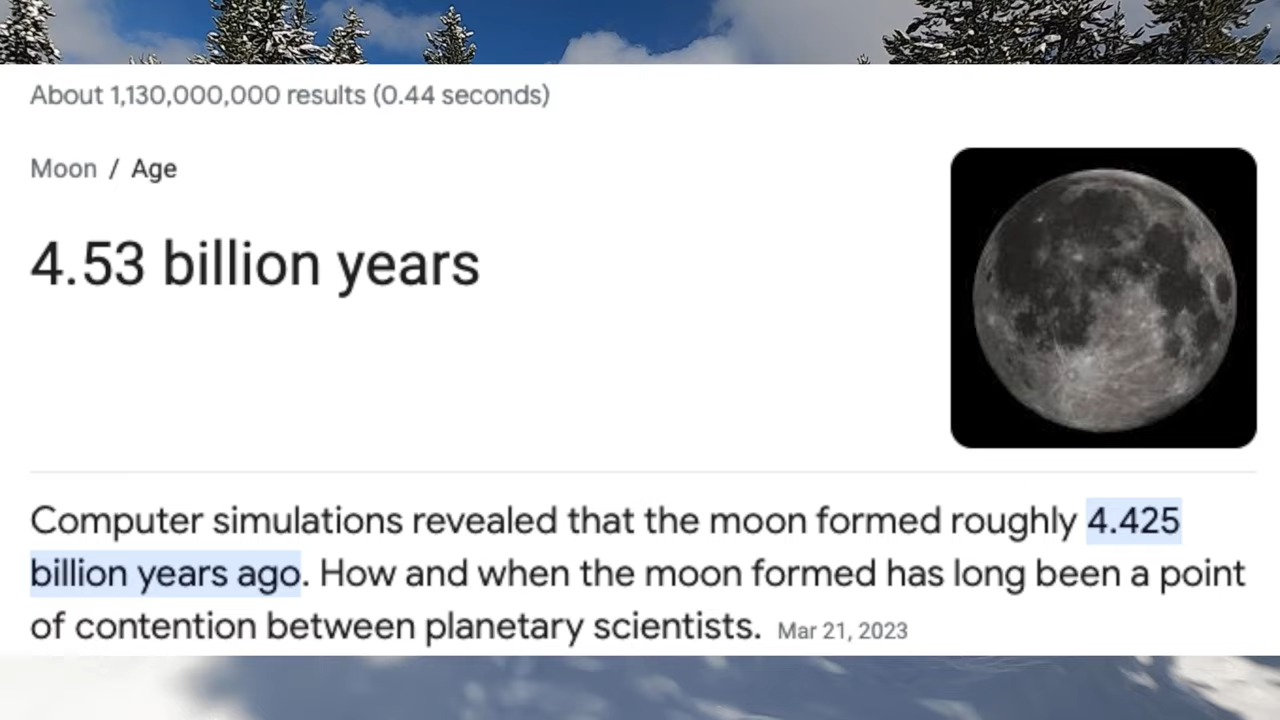 About 1,130,000,000 results (0.44 seconds)
Moon / Age
4.53 billion years
Computer simulations revealed that the moon formed roughly 4.425
billion years ago. How and when the moon formed has long been a point
of contention between planetary scientists. Mar 21, 2023